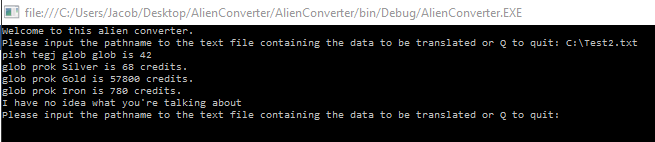 file:///C:/Users/Jacob/Desktop/AlienConverter/AlienConverter/bin/Debug/AlienConverter.EXE
Welcome to this alien converter.
Please input the pathname to the text file containing the data to be translated or Q to quit: C:\Test2.txt
pish tegj glob glob is 42
glob prok Silver is 68 credits.
glob prok Gold is 57800 credits.
glob prok Iron is 780 credits.
I have no idea what you're talking about
Please input the pathname to the text file containing the data to be translated or Q to quit: